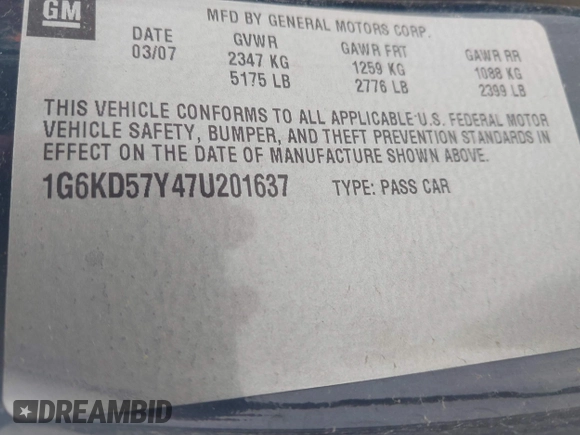 GM
MFD BY GENERAL MOTORS CORP.
DATE GVWR GAWR FRT GAWR RR
03/07 2347 KG 1259 KG 1088 KG
5175 LB 2776 LB 2399 LB
THIS VEHICLE CONFORMS TO ALL APPLICABLE U.S. FEDERAL MOTOR
VEHICLE SAFETY, BUMPER, AND THEFT PREVENTION STANDARDS IN
EFFECT ON THE DATE OF MANUFACTURE SHOWN ABOVE.
1G6KD57Y47U201637 TYPE: PASS CAR
DREAMBID